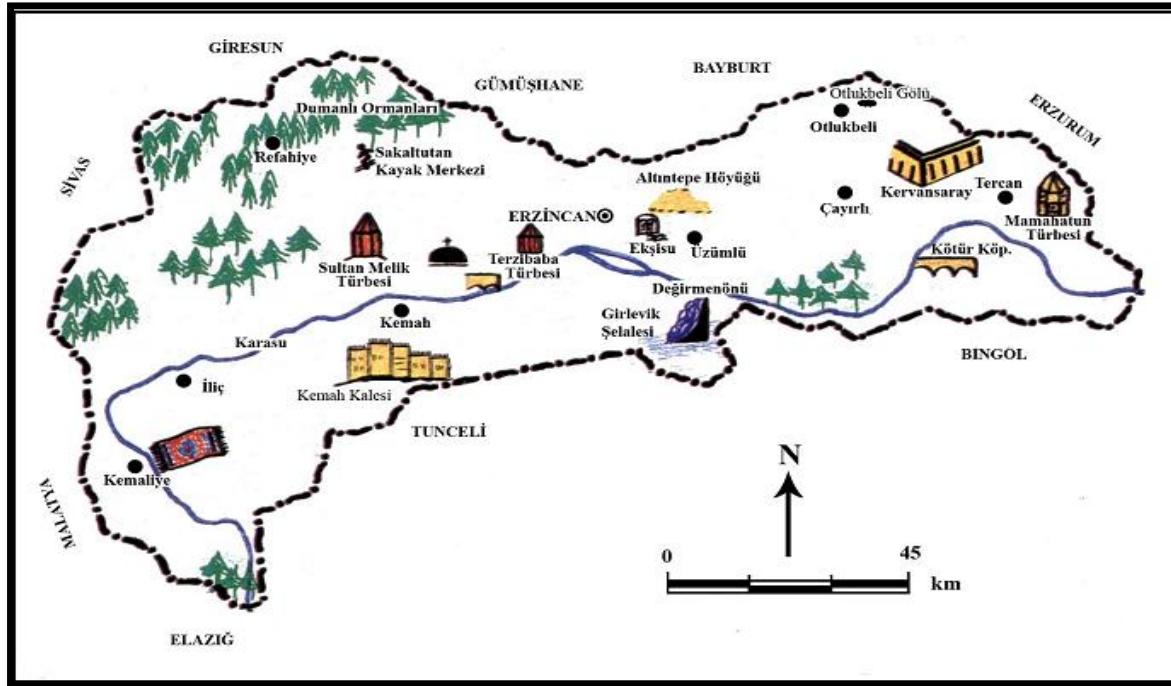 GİRESUN
GÜMÜŞHANE
BAYBURT
ERZURUM
SİVAS
Dumanlı Ormanları
Refahiye
Sakaltutan
Kayak Merkezi
Otlukbeli Gölü
Otlukbeli
Kervansaray
Tercan
Mamahatun
Türbesi
Altıntepe Höyüğü
Çayırlı
ERZİNCAN
Ekşisu
Üzümlü
Kötür Köp.
Sultan Melik
Türbesi
Terzibaba
Türbesi
Değirmenönü
Girlevik
Şelalesi
Kemah
Karasu
İliç
Kemah Kalesi
BINGÖL
TUNCELİ
Kemaliye
MALATYA
N
0 45
km
ELAZIĞ